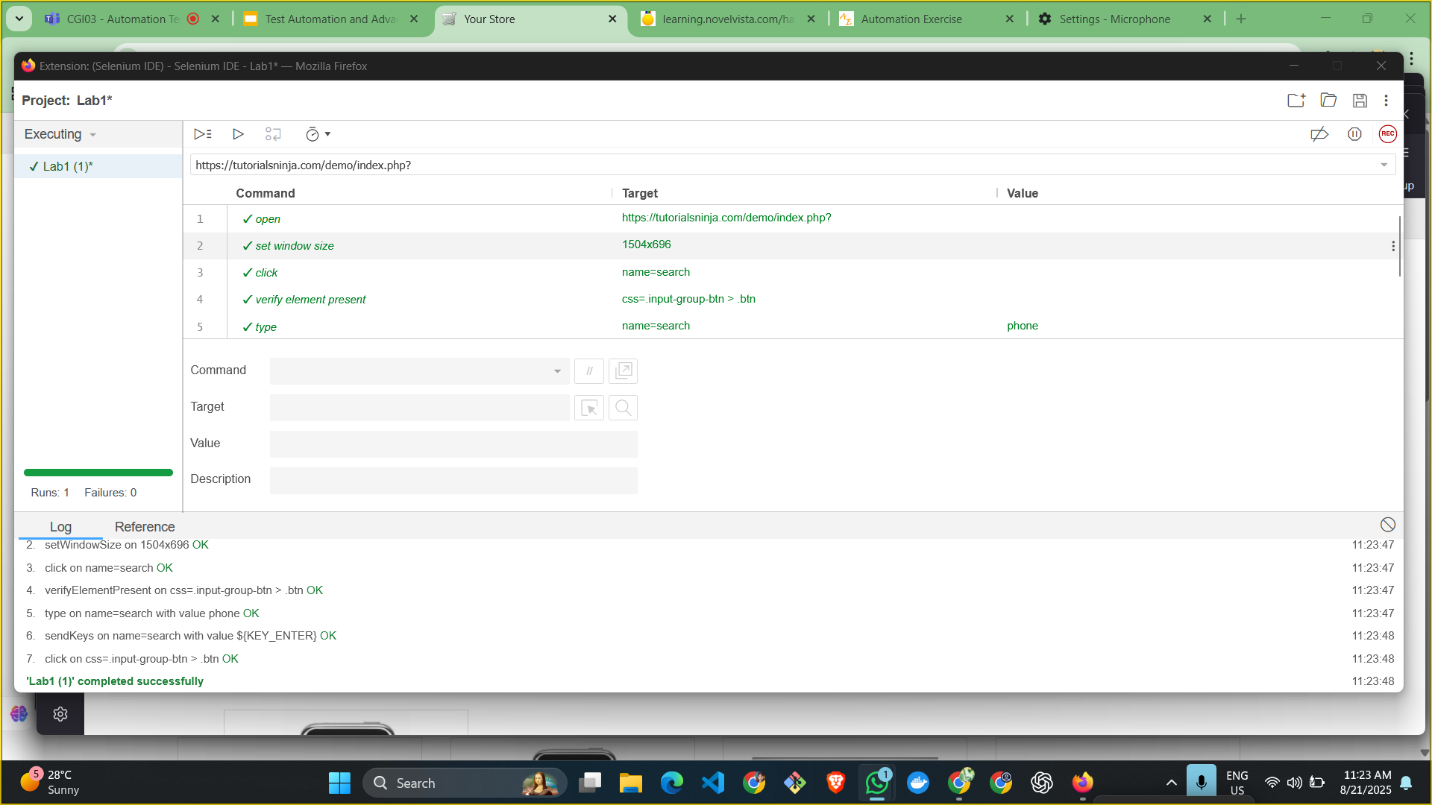 CGI03 - Automation Te
Test Automation and Adva
Your Store
learning.novelvista.com/ha
Automation Exercise
Settings - Microphone
Extension: (Selenium IDE) - Selenium IDE - Lab1* — Mozilla Firefox
Project: Lab1*
Executing
REC
Lab1 (1)*
https://tutorialsninja.com/demo/index.php?
up
Command Target Value
1 open https://tutorialsninja.com/demo/index.php?
2 set window size 1504x696
3 click name=search
4 verify element present css=.input-group-btn > .btn
5 type name=search phone
Command
//
Target
Value
Description
Runs: 1 Failures: 0
Log Reference
2. setWindowSize on 1504x696 OK 11:23:47
3. click on name=search OK 11:23:47
4. verifyElementPresent on css=.input-group-btn > .btn OK 11:23:47
5. type on name=search with value phone OK 11:23:47
6. sendKeys on name=search with value ${KEY_ENTER} OK 11:23:48
7. click on css=.input-group-btn > .btn OK 11:23:48
'Lab1 (1)' completed successfully 11:23:48
5
28°C
Sunny
Search
1
ENG
US
11:23 AM
8/21/2025